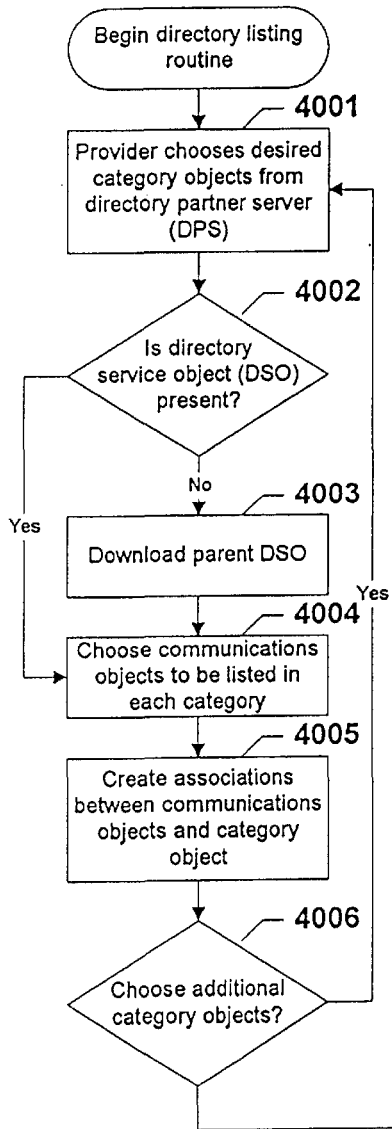 Begin directory listing
routine
4001
Provider chooses desired
category objects from
directory partner server
(DPS)
4002
Is directory
service object (DSO)
present?
No
Yes
4003
Download parent DSO
Yes
4004
Choose communications
objects to be listed in
each category
4005
Create associations
between communications
objects and category
object
4006
Choose additional
category objects?